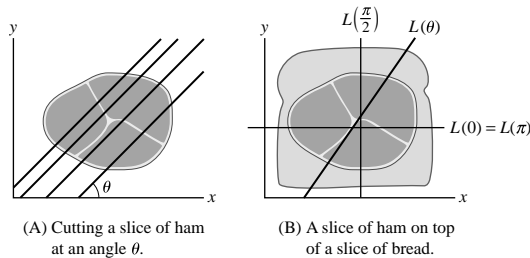 y
θ
x
(A) Cutting a slice of ham
at an angle θ.
y
L(π/2)
L(θ)
L(0) = L(π)
x
(B) A slice of ham on top
of a slice of bread.